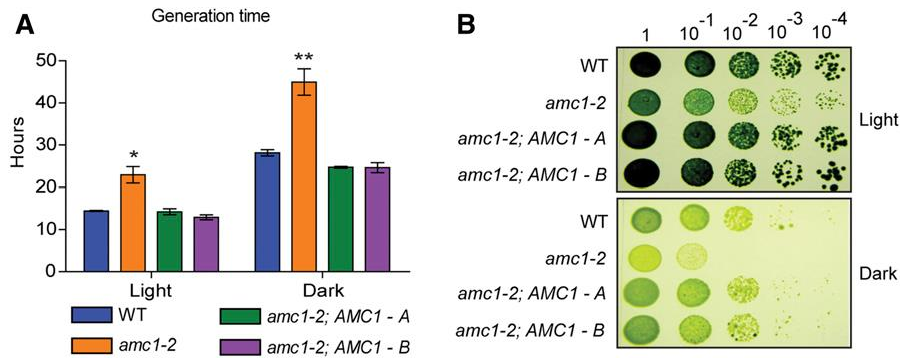 A
Generation time
Hours
50
40
30
20
10
0
*
**
Light
Dark
WT
amc1-2; AMC1 - A
amc1-2
amc1-2; AMC1 - B
B
1 10-1 10-2 10-3 10-4
WT
amc1-2
amc1-2; AMC1 - A
amc1-2; AMC1 - B
Light
WT
amc1-2
amc1-2; AMC1 - A
amc1-2; AMC1 - B
Dark